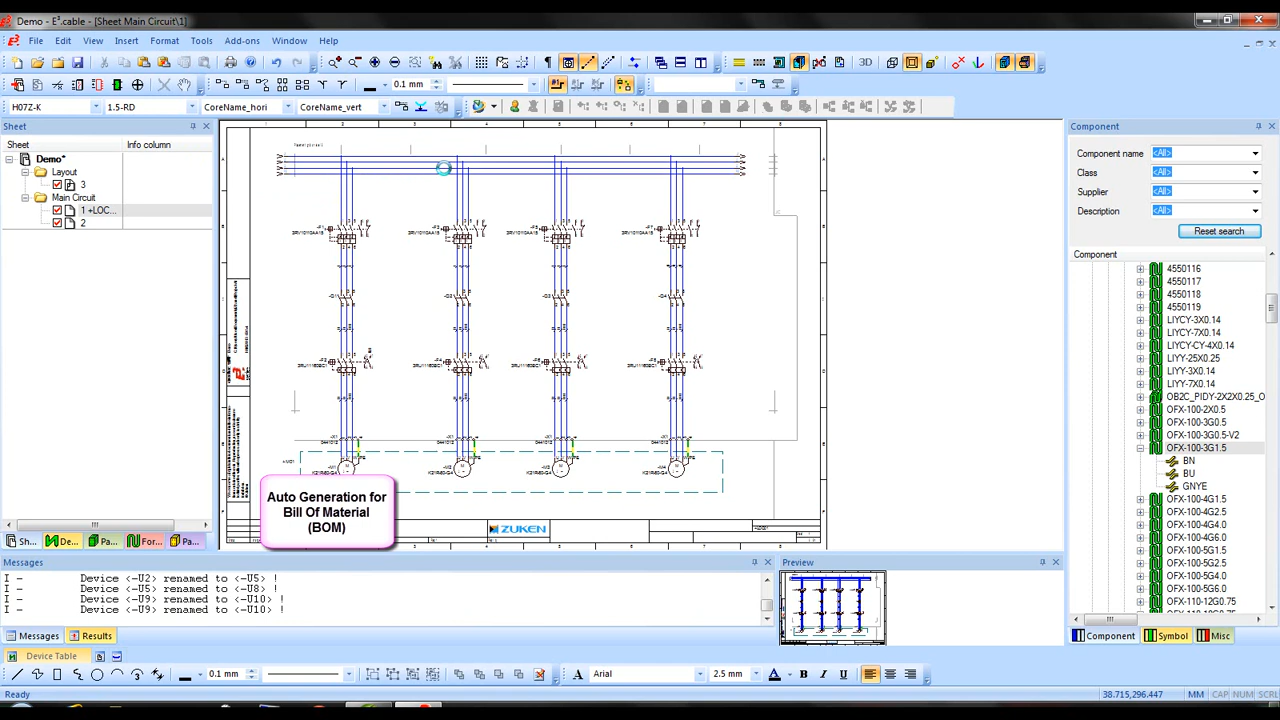 Demo - E³.cable - [Sheet Main Circuit\1]
File Edit View Insert Format Tools Add-ons Window Help
3D
0.1 mm
H07Z-K 1.5-RD CoreName_hori CoreName_vert
Sheet
Sheet Info column
Demo*
Layout
3
Main Circuit
1 +LOC...
2
Sh... De... Pa... For... Pa...
Auto Generation for
Bill Of Material
(BOM)
ZUKEN
Component
Component name <All>
Class <All>
Supplier <All>
Description <All>
Reset search
Component
4550116
4550117
4550118
4550119
LIYCY-3X0.14
LIYCY-7X0.14
LIYCY-CY-4X0.14
LIYY-25X0.25
LIYY-3X0.14
LIYY-7X0.14
OB2C_PIDY-2X2X0.25_O
OFX-100-2X0.5
OFX-100-3G0.5
OFX-100-3G0.5-V2
OFX-100-3G1.5
BN
BU
GNYE
OFX-100-4G1.5
OFX-100-4G2.5
OFX-100-4G4.0
OFX-100-4G6.0
OFX-100-5G1.5
OFX-100-5G2.5
OFX-100-5G4.0
OFX-100-5G6.0
OFX-110-12G0.75
Component Symbol Misc
Messages
I - Device <-U2> renamed to <-U5> !
I - Device <-U5> renamed to <-U8> !
I - Device <-U9> renamed to <-U10> !
I - Device <-U9> renamed to <-U10> !
Messages Results
Preview
Device Table
0.1 mm
A Arial 2.5 mm A B I U
Ready
38.715,296.447 MM CAP NUM SCRL